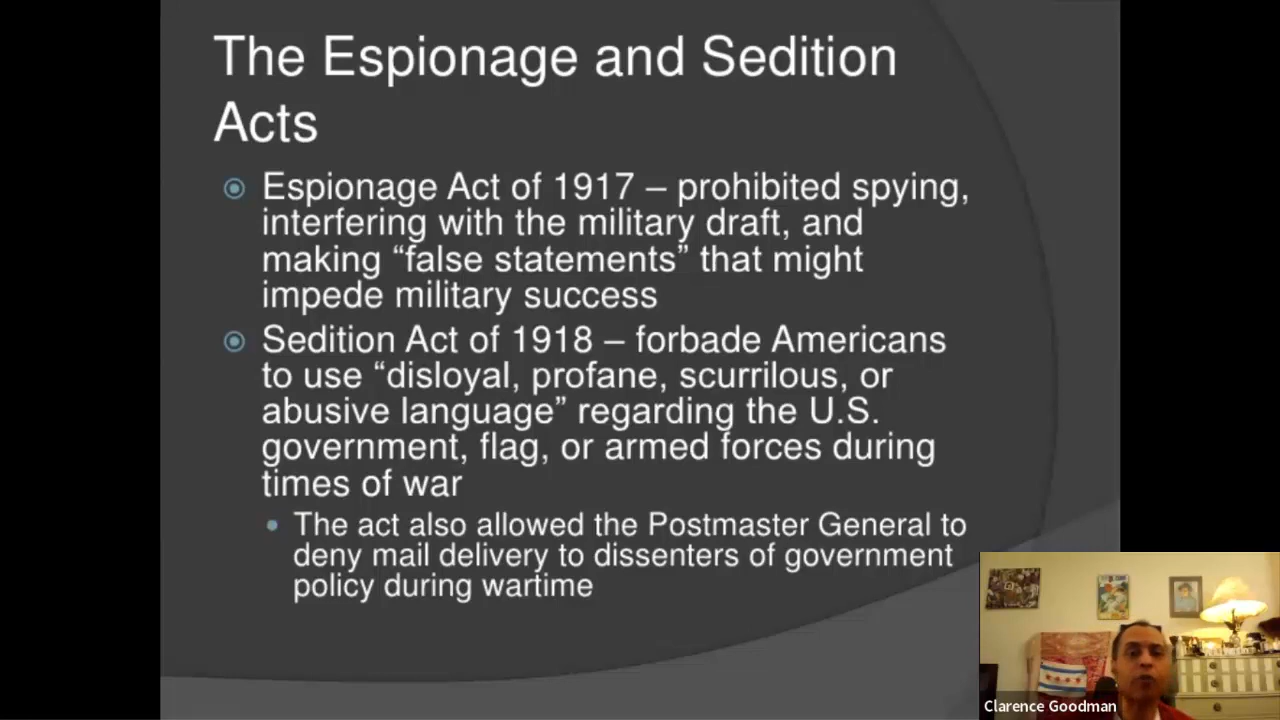 The Espionage and Sedition
Acts
Espionage Act of 1917 – prohibited spying,
interfering with the military draft, and
making “false statements” that might
impede military success
Sedition Act of 1918 – forbade Americans
to use “disloyal, profane, scurrilous, or
abusive language” regarding the U.S.
government, flag, or armed forces during
times of war
The act also allowed the Postmaster General to
deny mail delivery to dissenters of government
policy during wartime
Clarence Goodman